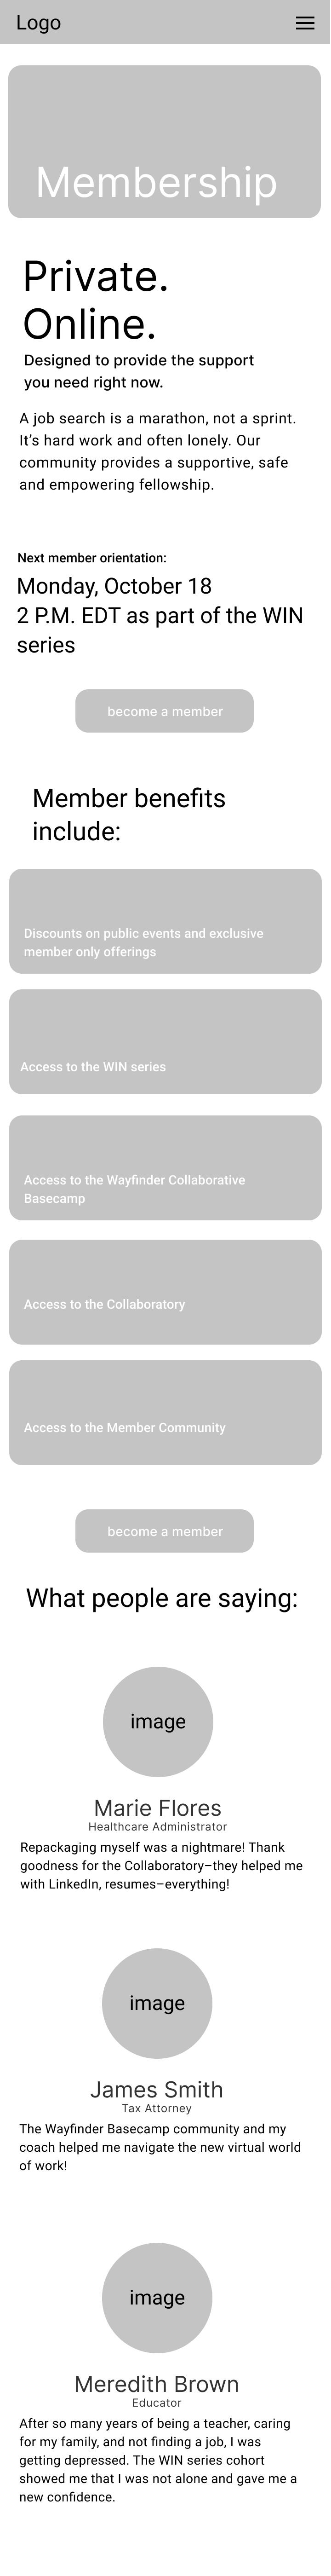 Logo
Membership
Private.
Online.
Designed to provide the support
you need right now.
A job search is a marathon, not a sprint.
It’s hard work and often lonely. Our
community provides a supportive, safe
and empowering fellowship.
Next member orientation:
Monday, October 18
2 P.M. EDT as part of the WIN
series
become a member
Member benefits
include:
Discounts on public events and exclusive
member only offerings
Access to the WIN series
Access to the Wayfinder Collaborative
Basecamp
Access to the Collaboratory
Access to the Member Community
become a member
What people are saying:
image
Marie Flores
Healthcare Administrator
Repackaging myself was a nightmare! Thank
goodness for the Collaboratory–they helped me
with LinkedIn, resumes–everything!
image
James Smith
Tax Attorney
The Wayfinder Basecamp community and my
coach helped me navigate the new virtual world
of work!
image
Meredith Brown
Educator
After so many years of being a teacher, caring
for my family, and not finding a job, I was
getting depressed. The WIN series cohort
showed me that I was not alone and gave me a
new confidence.